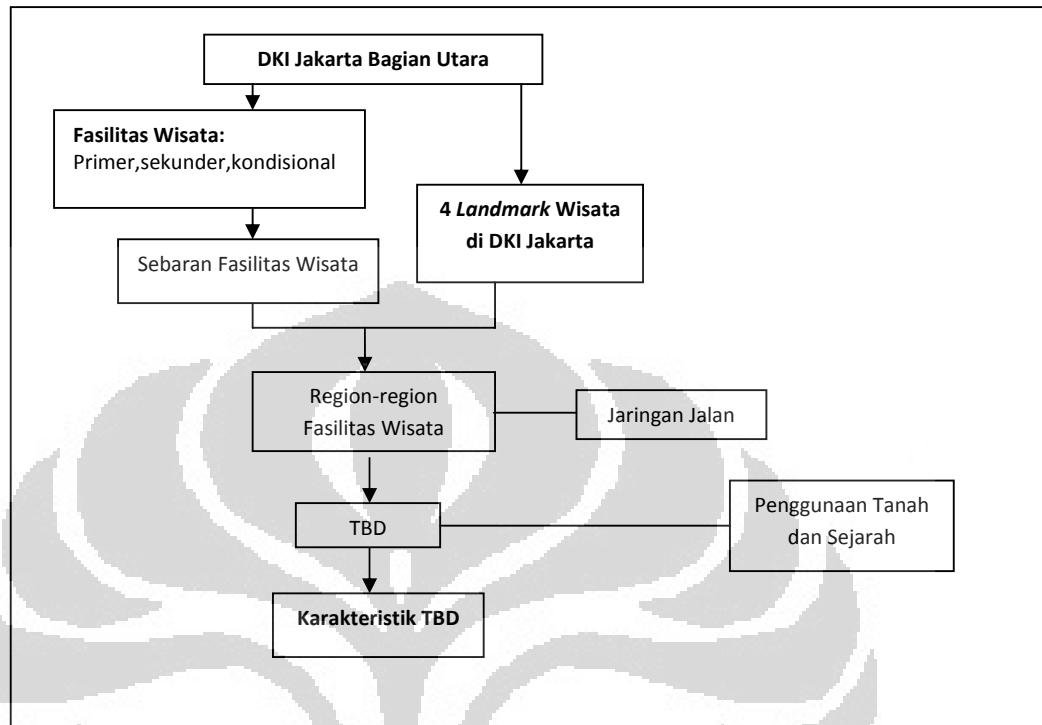 DKI Jakarta Bagian Utara
Fasilitas Wisata:
Primer,sekunder,kondisional
4 Landmark Wisata
di DKI Jakarta
Sebaran Fasilitas Wisata
Region-region
Fasilitas Wisata
Jaringan Jalan
TBD
Penggunaan Tanah
dan Sejarah
Karakteristik TBD